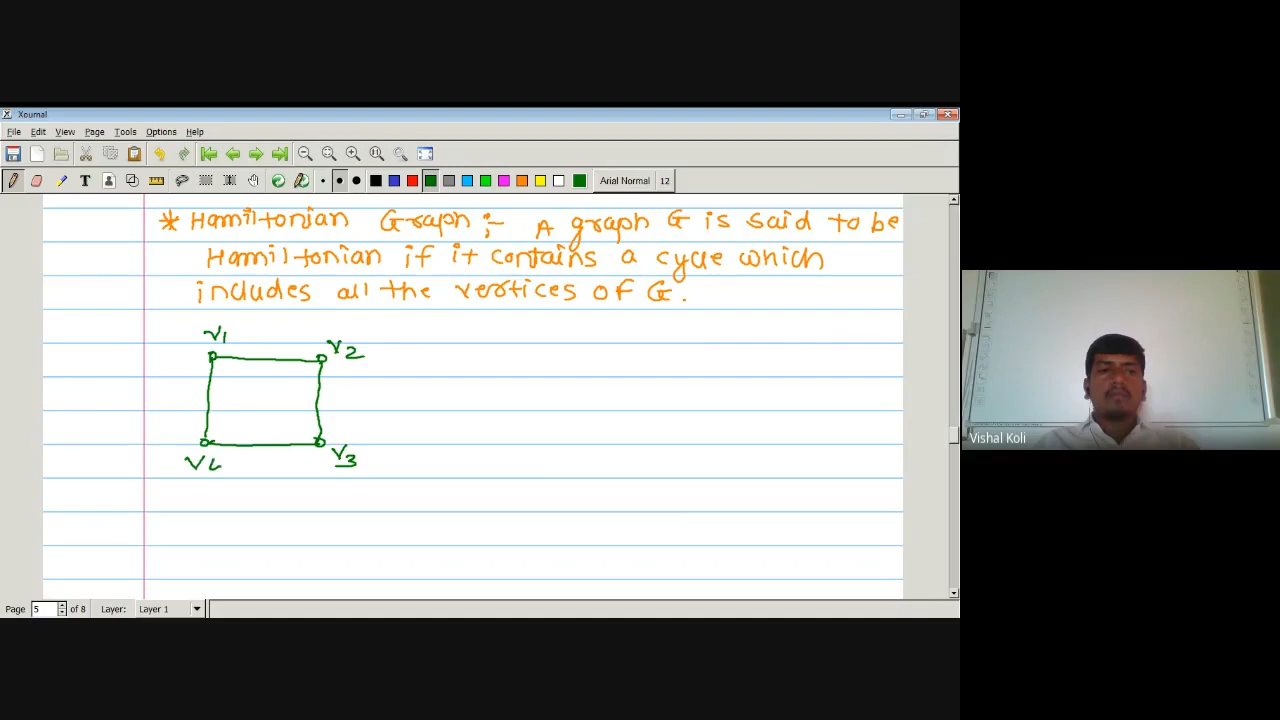 Xournal
File Edit View Page Tools Options Help
Arial Normal 12
* Hamiltonian Graph :- A graph G is said to be
Hamiltonian if it contains a cycle which
includes all the vertices of G.
V1
V2
V4
V3
Vishal Koli
Page 5 of 8 Layer: Layer 1